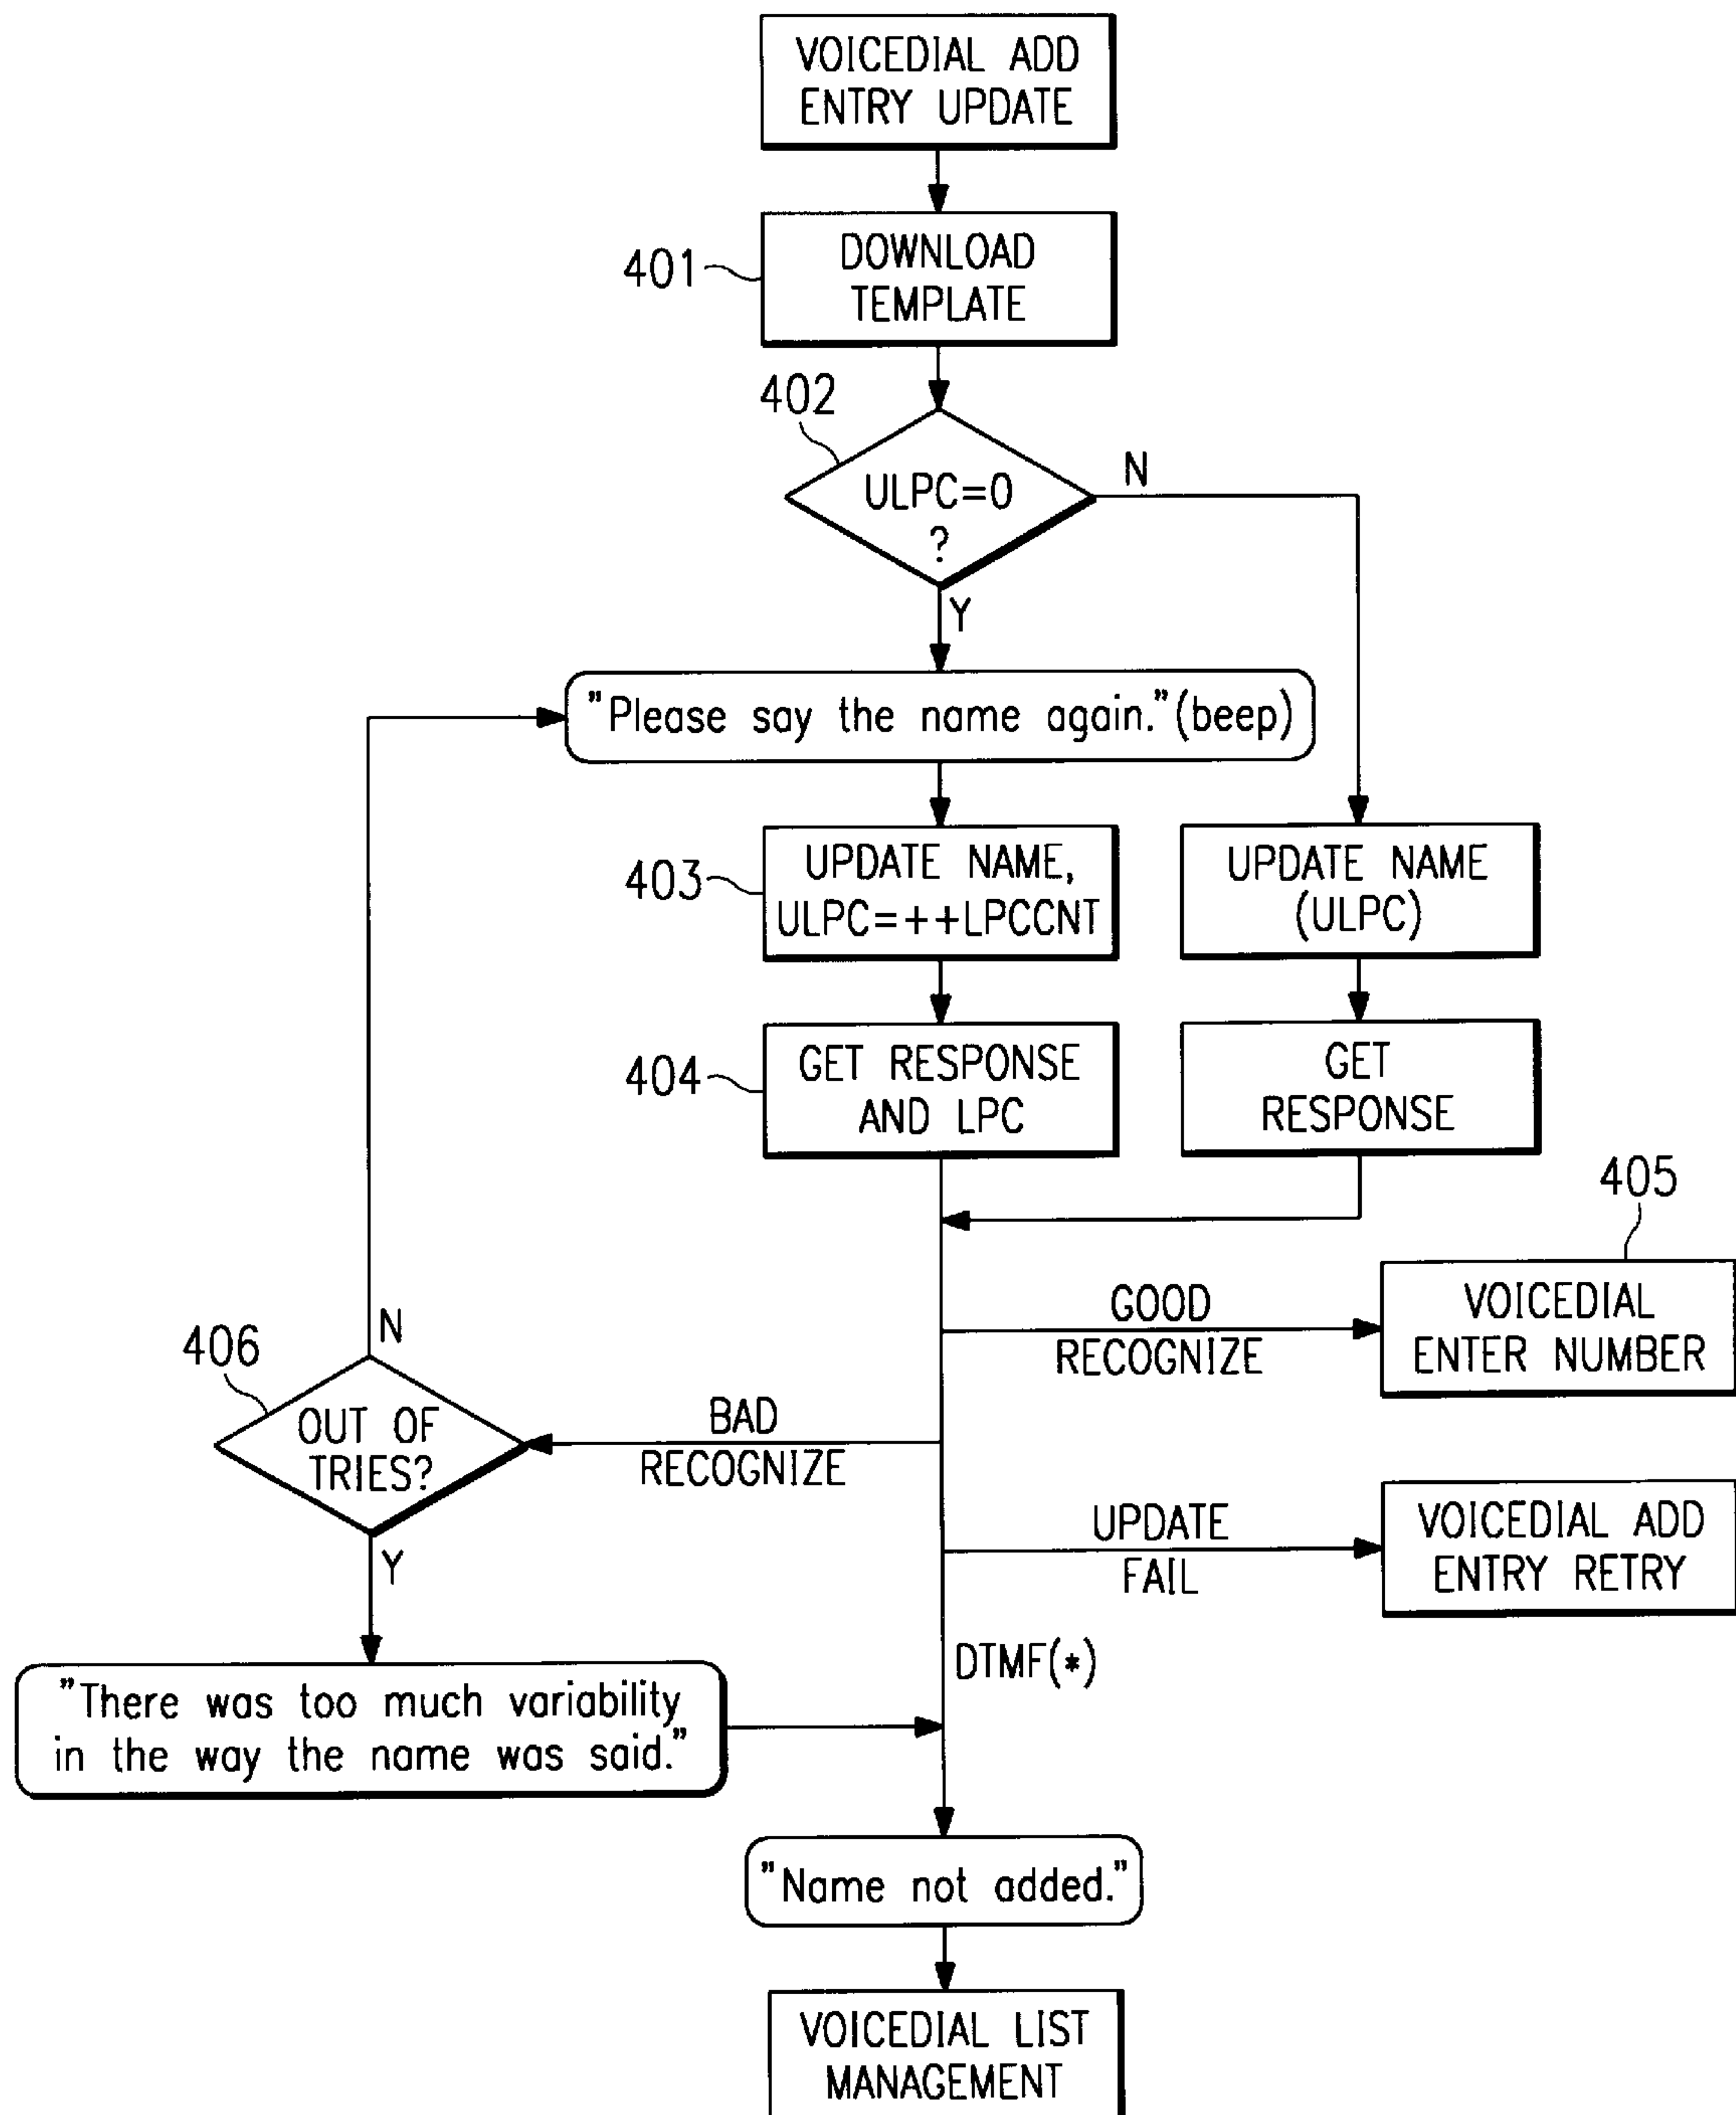 VOICEDIAL ADD
ENTRY UPDATE
401
DOWNLOAD
TEMPLATE
402
ULPC=0
?
N
Y
"Please say the name again."(beep)
403
UPDATE NAME,
ULPC=++LPCCNT
UPDATE NAME
(ULPC)
404
GET RESPONSE
AND LPC
GET
RESPONSE
405
GOOD
RECOGNIZE
VOICEDIAL
ENTER NUMBER
N
406
OUT OF
TRIES?
BAD
RECOGNIZE
Y
UPDATE
FAIL
VOICEDIAL ADD
ENTRY RETRY
DTMF(*)
"There was too much variability
in the way the name was said."
"Name not added."
VOICEDIAL LIST
MANAGEMENT